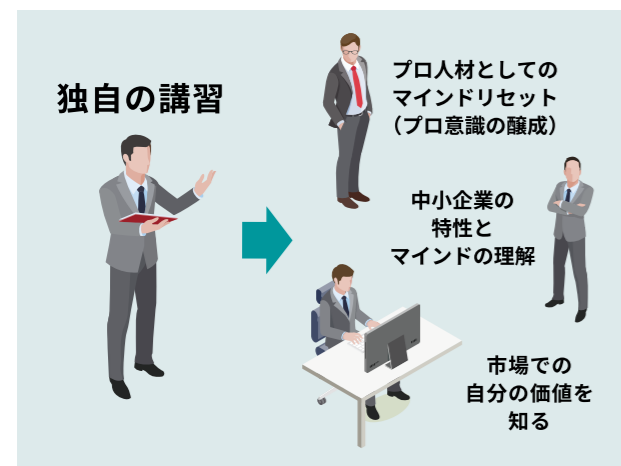 独自の講習
プロ人材としての
マインドリセット
（プロ意識の醸成）
中小企業の
特性と
マインドの理解
市場での
自分の価値を
知る